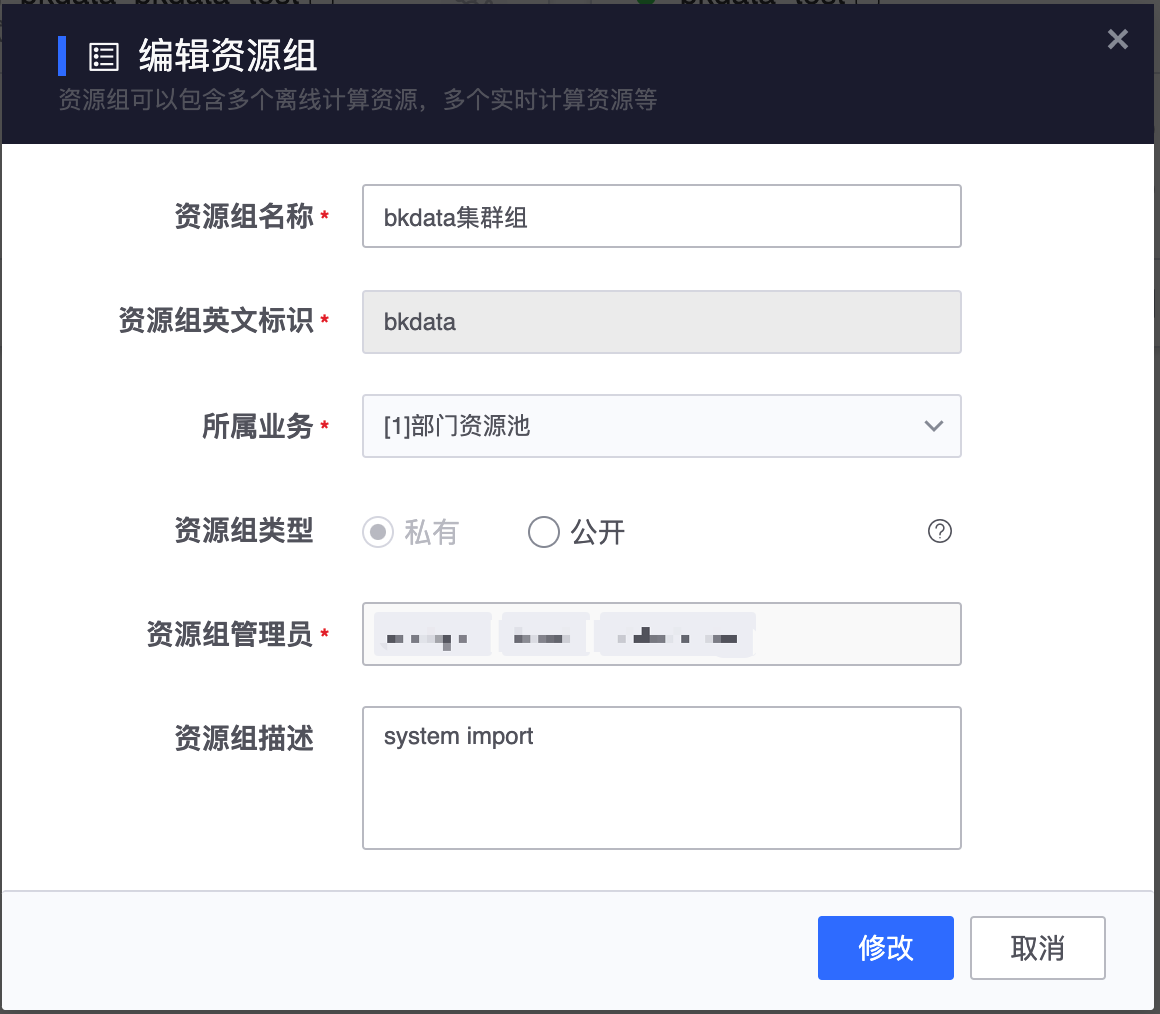 编辑资源组
资源组可以包含多个离线计算资源，多个实时计算资源等
资源组名称*
bkdata集群组
资源组英文标识*
bkdata
所属业务*
[1]部门资源池
资源组类型
私有
公开
资源组管理员*
资源组描述
system import
修改
取消